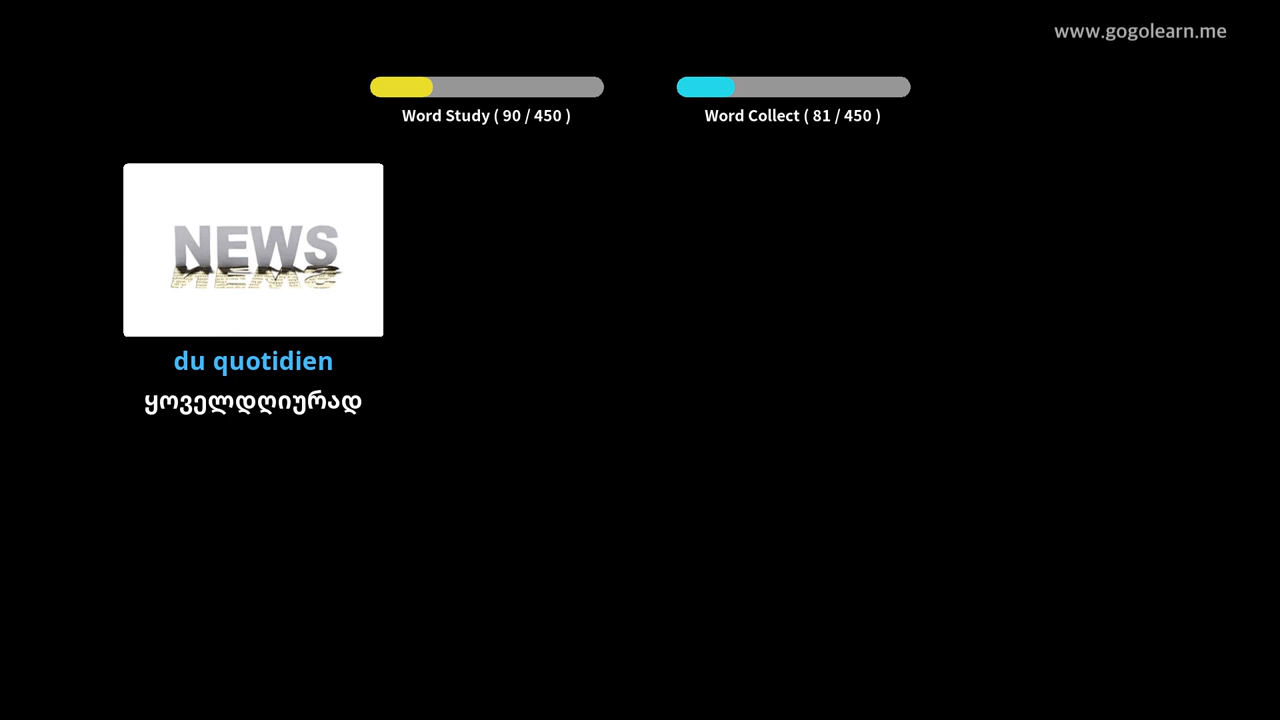 www.gogolearn.me
Word Study ( 90 / 450 )
Word Collect ( 81 / 450 )
NEWS
du quotidien
ყოველდღიურად